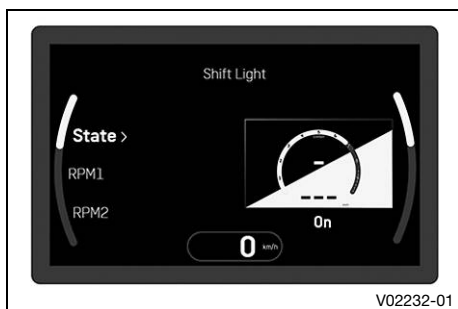 Shift Light
State >
RPM1
RPM2
On
0 km/h
V02232-01